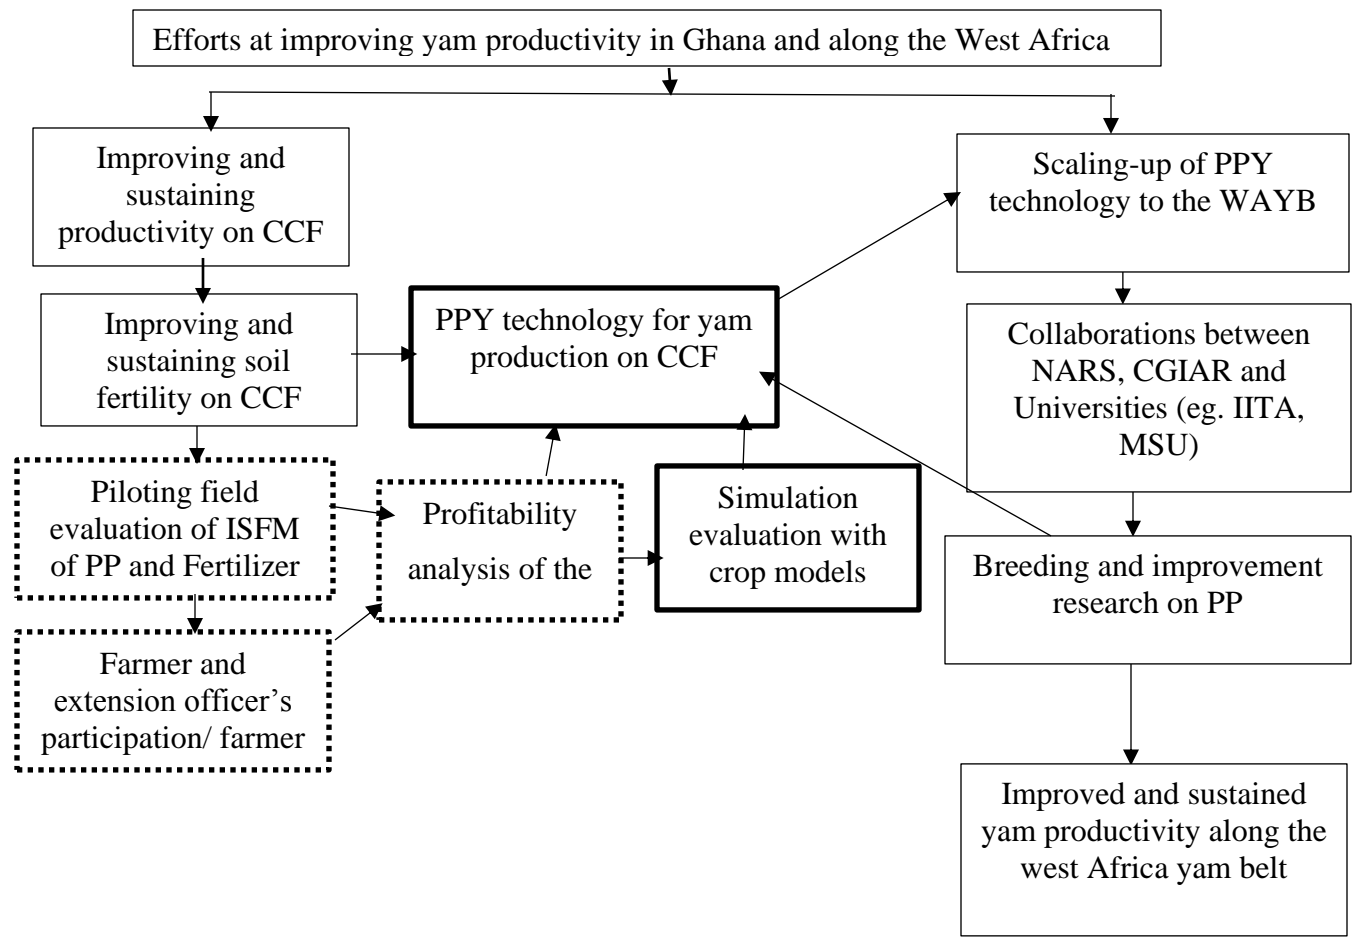 Efforts at improving yam productivity in Ghana and along the West Africa
Improving and
sustaining
productivity on CCF
Improving and
sustaining soil
fertility on CCF
Piloting field
evaluation of ISFM
of PP and Fertilizer
Farmer and
extension officer’s
participation/ farmer
Profitability
analysis of the
PPY technology for yam
production on CCF
Simulation
evaluation with
crop models
Scaling-up of PPY
technology to the WAYB
Collaborations between
NARS, CGIAR and
Universities (eg. IITA,
MSU)
Breeding and improvement
research on PP
Improved and sustained
yam productivity along the
west Africa yam belt